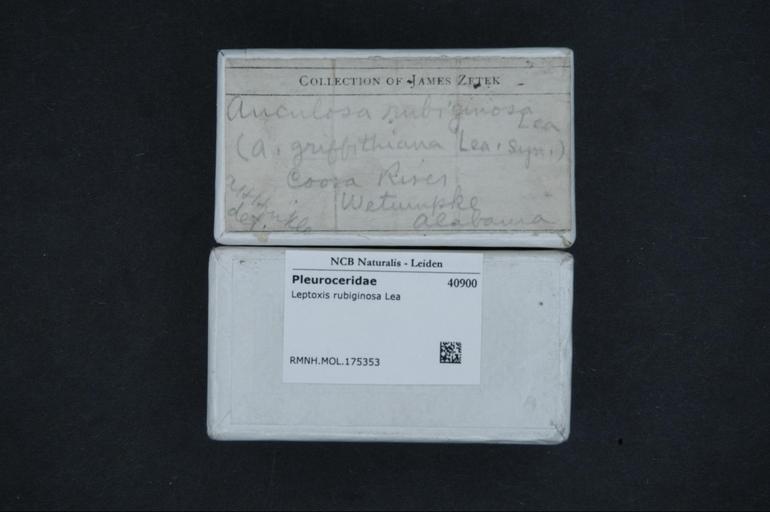 COLLECTION OF JAMES ZETEK
Anculosa rubiginosa
Lea
(A. griffithiana Lea. syn.)
Coosa River
Wetumpke
Alabama
NCB Naturalis - Leiden
Pleuroceridae 40900
Leptoxis rubiginosa Lea
RMNH.MOL.175353